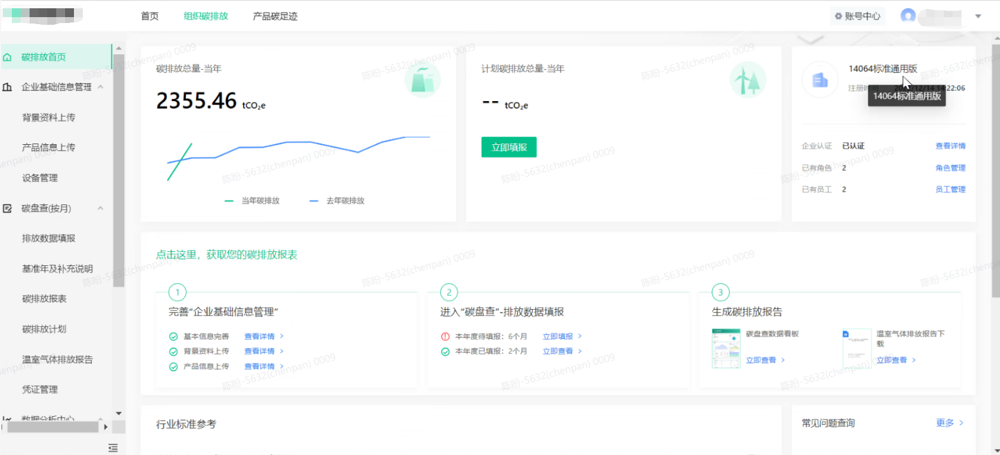 首页 组织碳排放 产品碳足迹 账号中心
碳排放首页
企业基础信息管理
背景资料上传
产品信息上传
设备管理
碳盘查(按月)
排放数据填报
基准年及补充说明
碳排放报表
碳排放计划
温室气体排放报告
凭证管理
数据分析中心
碳排放总量-当年
2355.46 tCO₂e
当年碳排放 去年碳排放
计划碳排放总量-当年
-- tCO₂e
立即填报
14064标准通用版
注册时间 12/14 14:22:06
14064标准通用版
企业认证 已认证 查看详情
已有角色 2 角色管理
已有员工 2 员工管理
点击这里，获取您的碳排放报表
1
完善“企业基础信息管理”
基本信息完善 查看详情 >
背景资料上传 查看详情 >
产品信息上传 查看详情 >
2
进入“碳盘查”-排放数据填报
本年度待填报：6个月 立即填报 >
本年度已填报：2个月 立即查看 >
3
生成碳排放报告
碳盘查数据看板
立即查看 >
温室气体排放报告下
载
立即查看 >
行业标准参考
常见问题查询 更多 >
陈盼-5632(chenpan) 0009